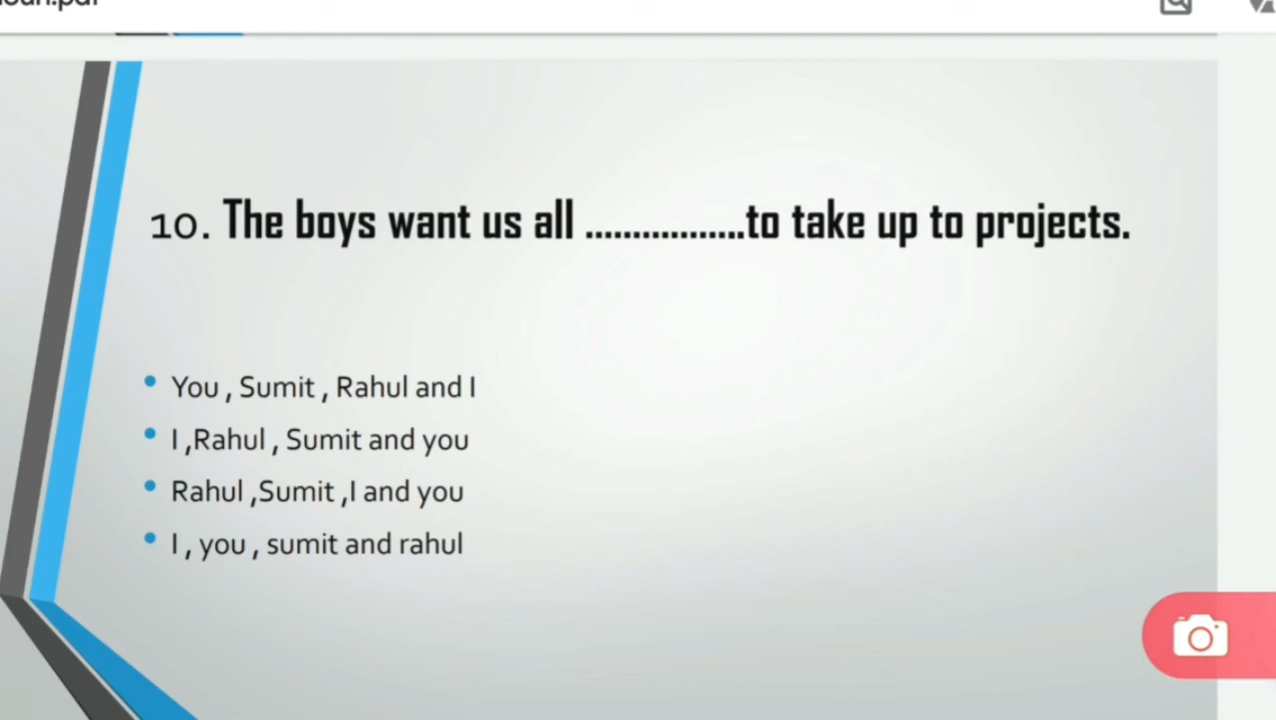 10. The boys want us all .................to take up to projects.
You , Sumit , Rahul and I
I ,Rahul , Sumit and you
Rahul ,Sumit ,I and you
I , you , sumit and rahul